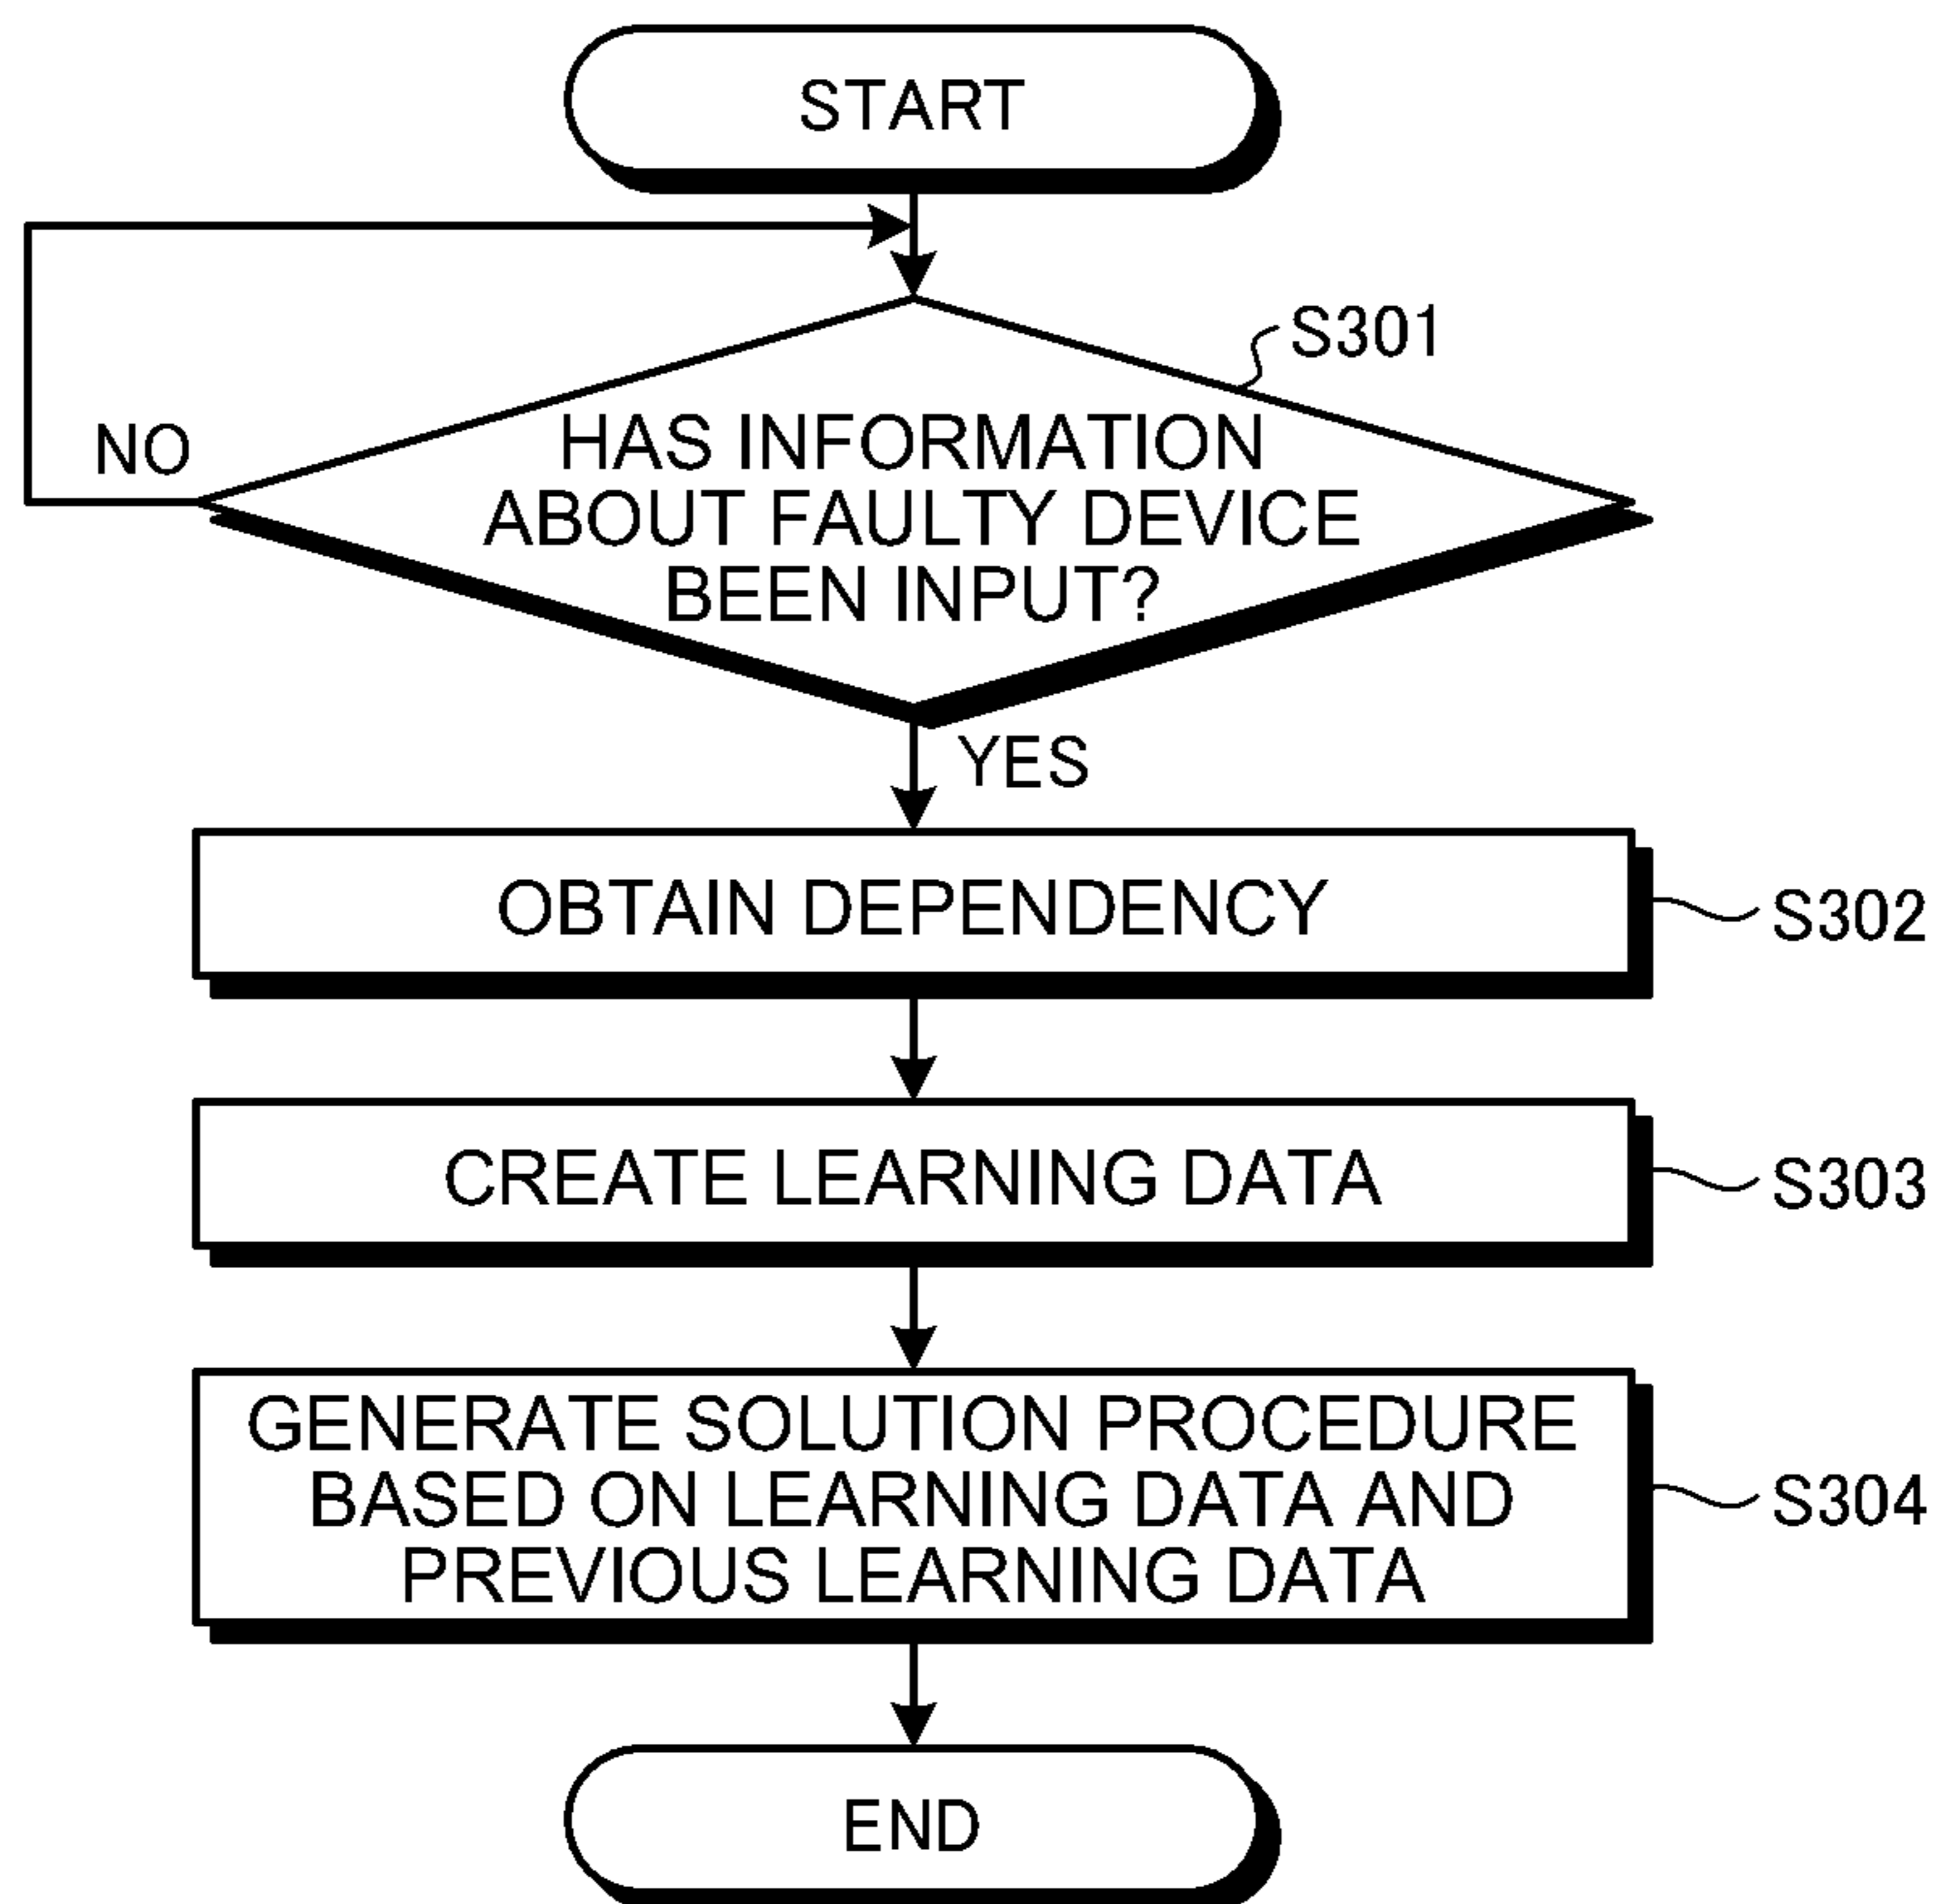 START
S301
HAS INFORMATION
ABOUT FAULTY DEVICE
BEEN INPUT?
NO
YES
OBTAIN DEPENDENCY
S302
CREATE LEARNING DATA
S303
GENERATE SOLUTION PROCEDURE
BASED ON LEARNING DATA AND
PREVIOUS LEARNING DATA
S304
END